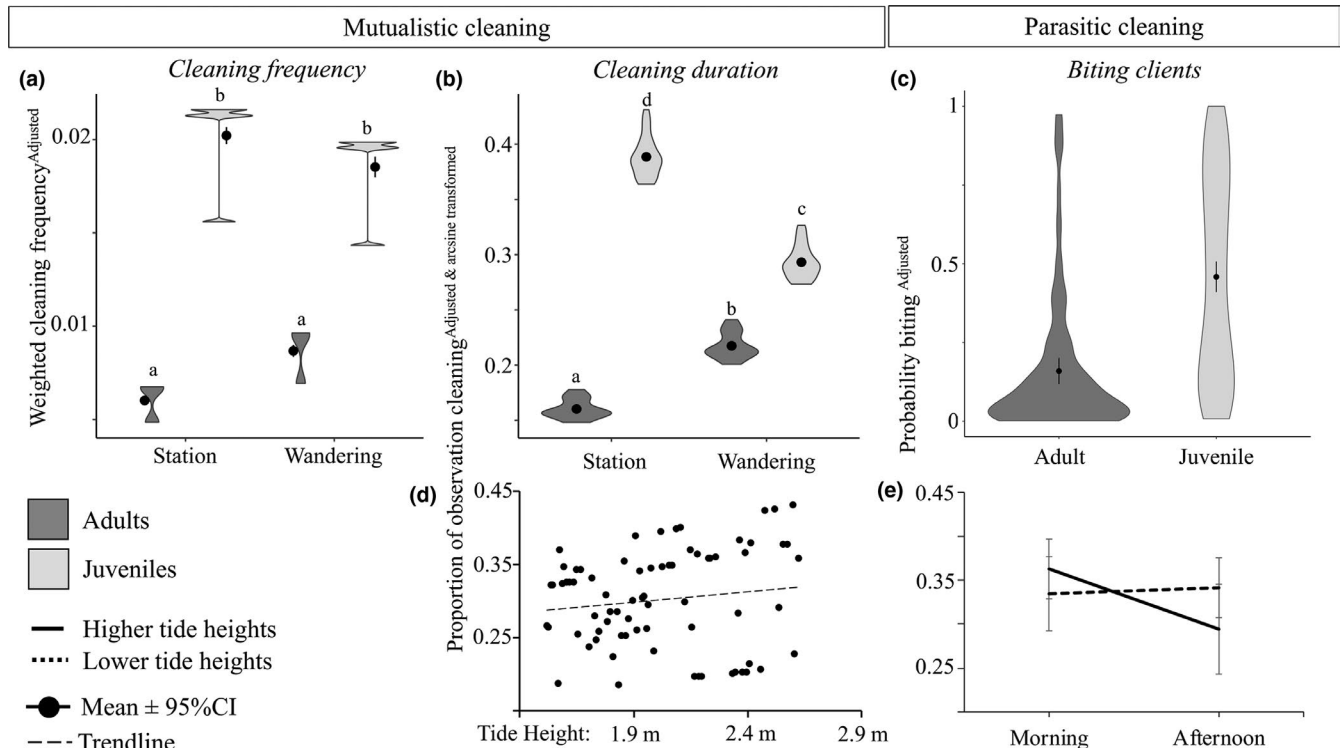 Mutualistic cleaning
Parasitic cleaning
(a)
Cleaning frequency
(b)
Cleaning duration
(c)
Biting clients
Weighted cleaning frequency Adjusted
0.02
0.01
b
b
a
a
Station
Wandering
Proportion of observation cleaning Adjusted & arcsine transformed
0.4
0.3
0.2
d
c
b
a
Station
Wandering
Probability biting Adjusted
1
0.5
0
Adult
Juvenile
Adults
Juveniles
Higher tide heights
Lower tide heights
Mean ± 95%CI
Trendline
(d)
0.45
0.35
0.25
Tide Height:
1.9 m
2.4 m
2.9 m
(e)
0.45
0.35
0.25
Morning
Afternoon